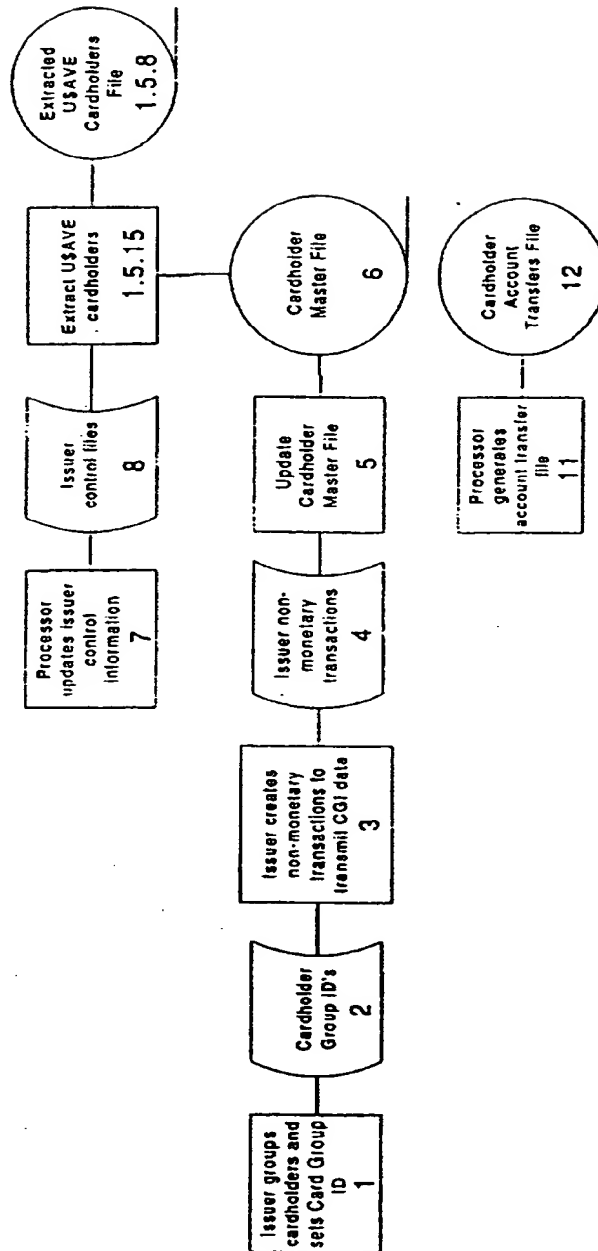 Processor
updates issuer
control
information
7
Issuer
control files
8
Extract U$AVE
cardholders
1.5.15
Extracted
U$AVE
Cardholders
File
1.5.8
Issuer groups
cardholders and
sets Card Group
ID
1
Cardholder
Group ID's
2
Issuer creates
non-monetary
transactions to
transmit CGI data
3
Issuer non-
monetary
transactions
4
Update
Cardholder
Master File
5
Cardholder
Master File
6
Processor
generates
account transfer
file
11
Cardholder
Account
Transfers File
12